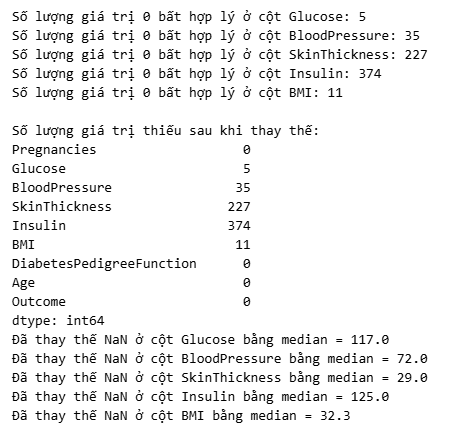 Số lượng giá trị 0 bất hợp lý ở cột Glucose: 5
Số lượng giá trị 0 bất hợp lý ở cột BloodPressure: 35
Số lượng giá trị 0 bất hợp lý ở cột SkinThickness: 227
Số lượng giá trị 0 bất hợp lý ở cột Insulin: 374
Số lượng giá trị 0 bất hợp lý ở cột BMI: 11

Số lượng giá trị thiếu sau khi thay thế:
Pregnancies 0
Glucose 5
BloodPressure 35
SkinThickness 227
Insulin 374
BMI 11
DiabetesPedigreeFunction 0
Age 0
Outcome 0
dtype: int64
Đã thay thế NaN ở cột Glucose bằng median = 117.0
Đã thay thế NaN ở cột BloodPressure bằng median = 72.0
Đã thay thế NaN ở cột SkinThickness bằng median = 29.0
Đã thay thế NaN ở cột Insulin bằng median = 125.0
Đã thay thế NaN ở cột BMI bằng median = 32.3